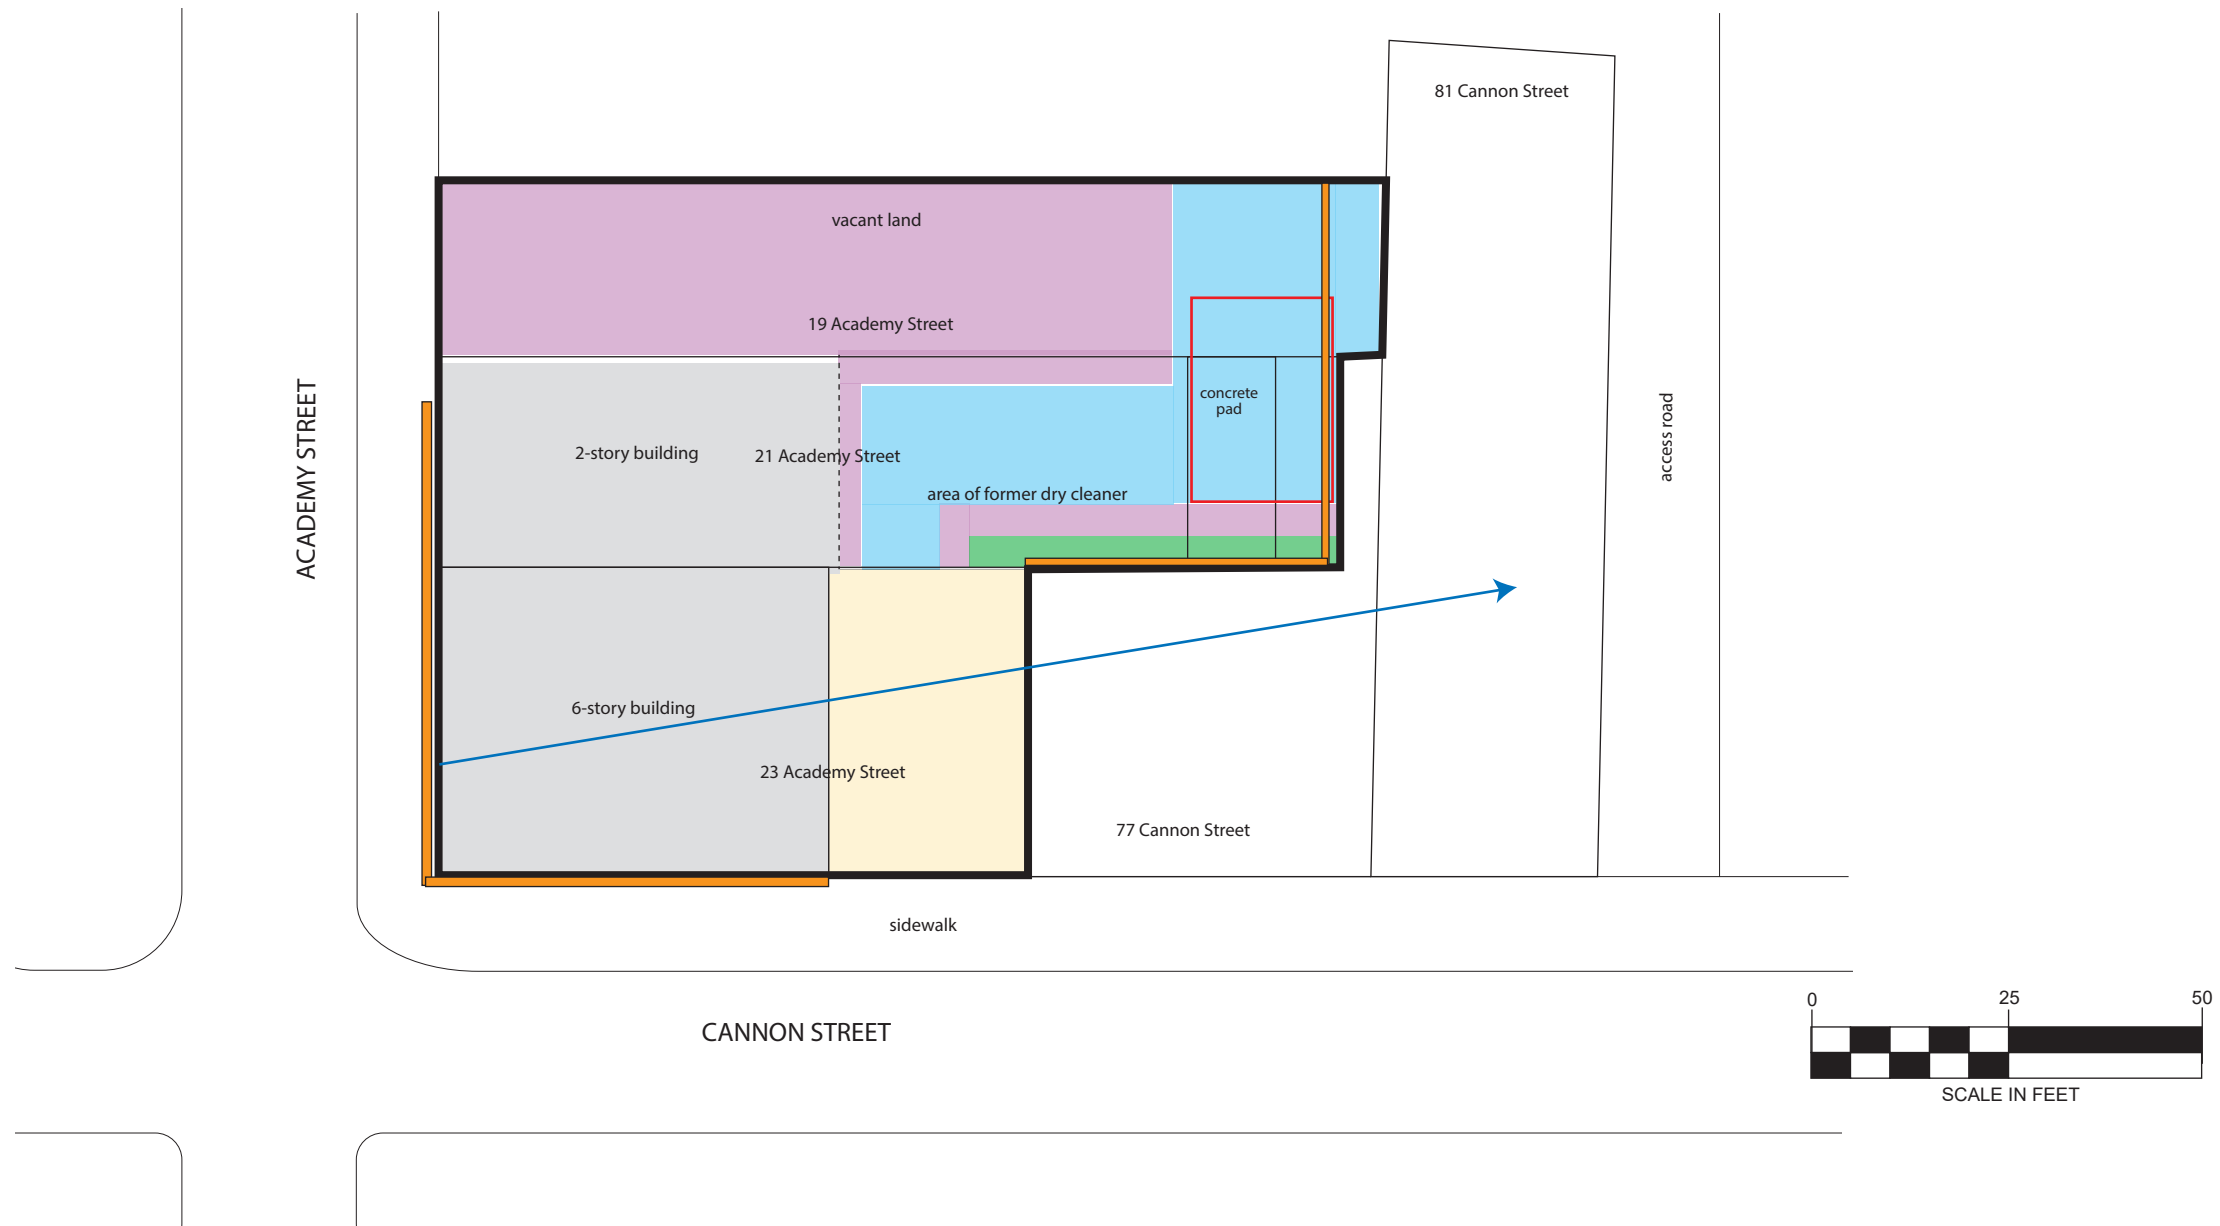 81 Cannon Street
vacant land
19 Academy Street
concrete
pad
ACADEMY STREET
2-story building
21 Academy Street
access road
area of former dry cleaner
6-story building
23 Academy Street
77 Cannon Street
sidewalk
CANNON STREET
0 25 50
SCALE IN FEET